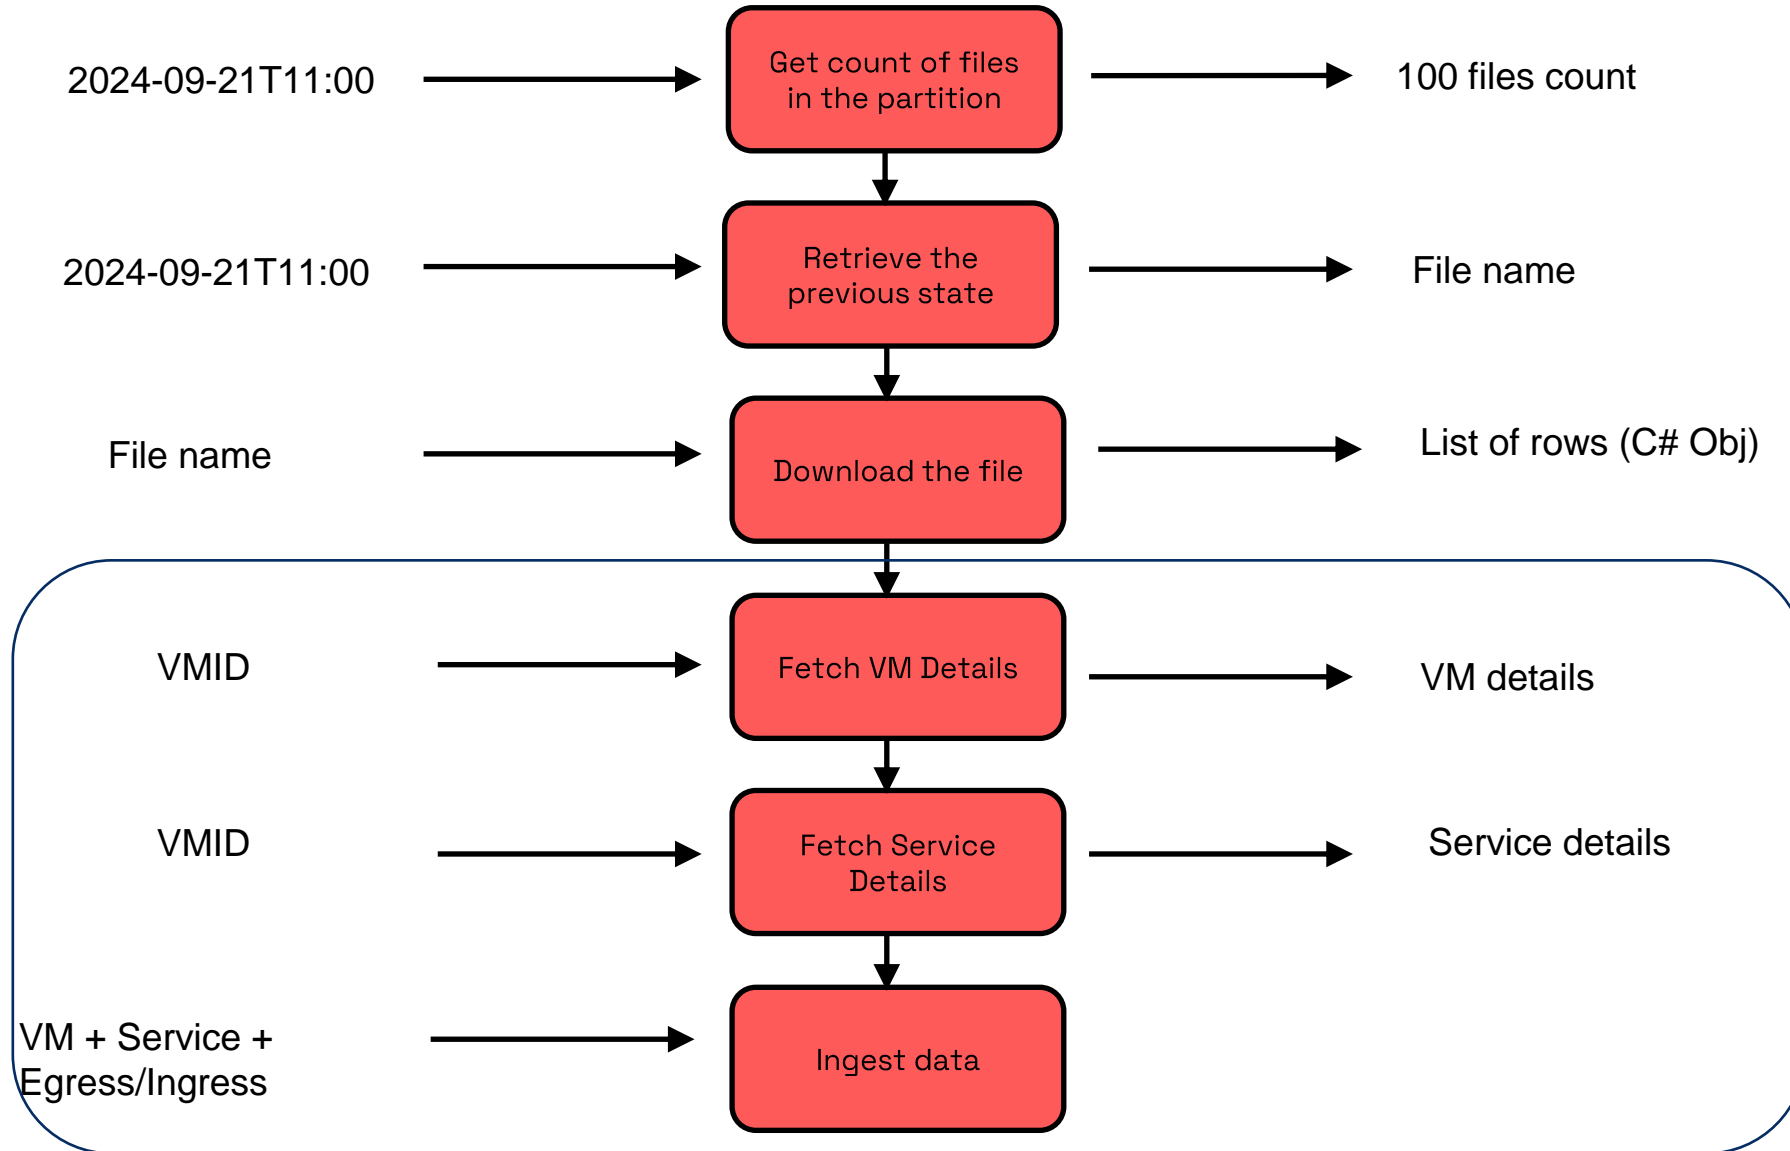 2024-09-21T11:00
Get count of files
in the partition
100 files count
2024-09-21T11:00
Retrieve the
previous state
File name
File name
Download the file
List of rows (C# Obj)
VMID
Fetch VM Details
VM details
VMID
Fetch Service
Details
Service details
VM + Service +
Egress/Ingress
Ingest data